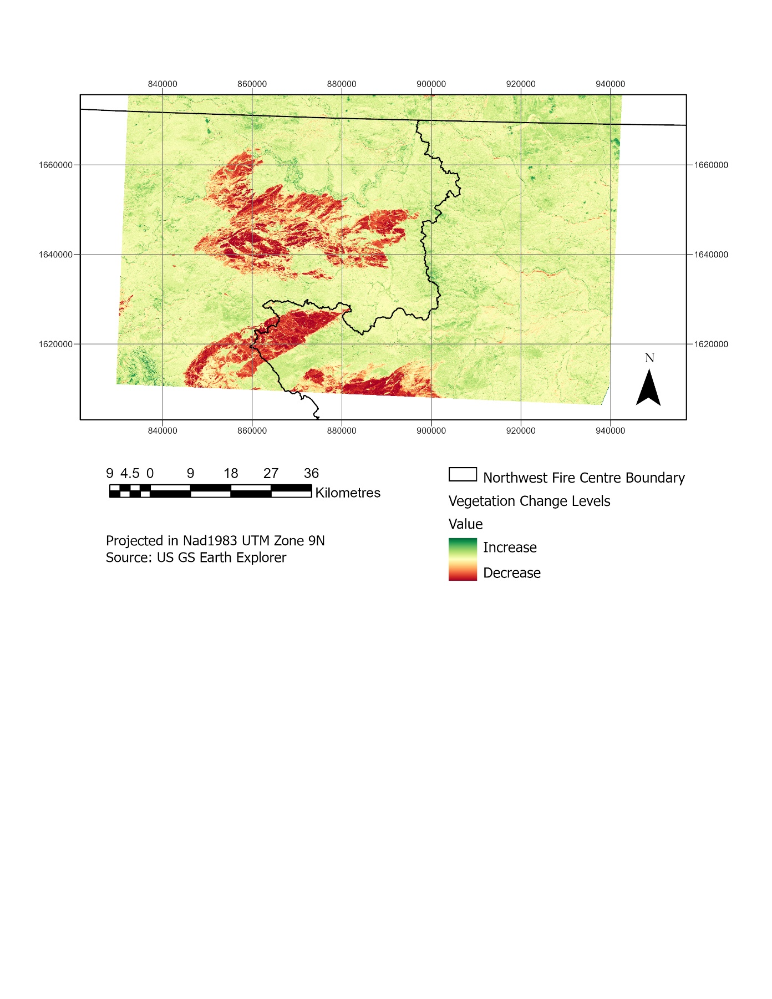 840000 860000 880000 900000 920000 940000
1660000 1660000
1640000 1640000
1620000 1620000
N
840000 860000 880000 900000 920000 940000
9 4.5 0 9 18 27 36
Kilometres
Northwest Fire Centre Boundary
Vegetation Change Levels
Value
Increase
Decrease
Projected in Nad1983 UTM Zone 9N
Source: US GS Earth Explorer